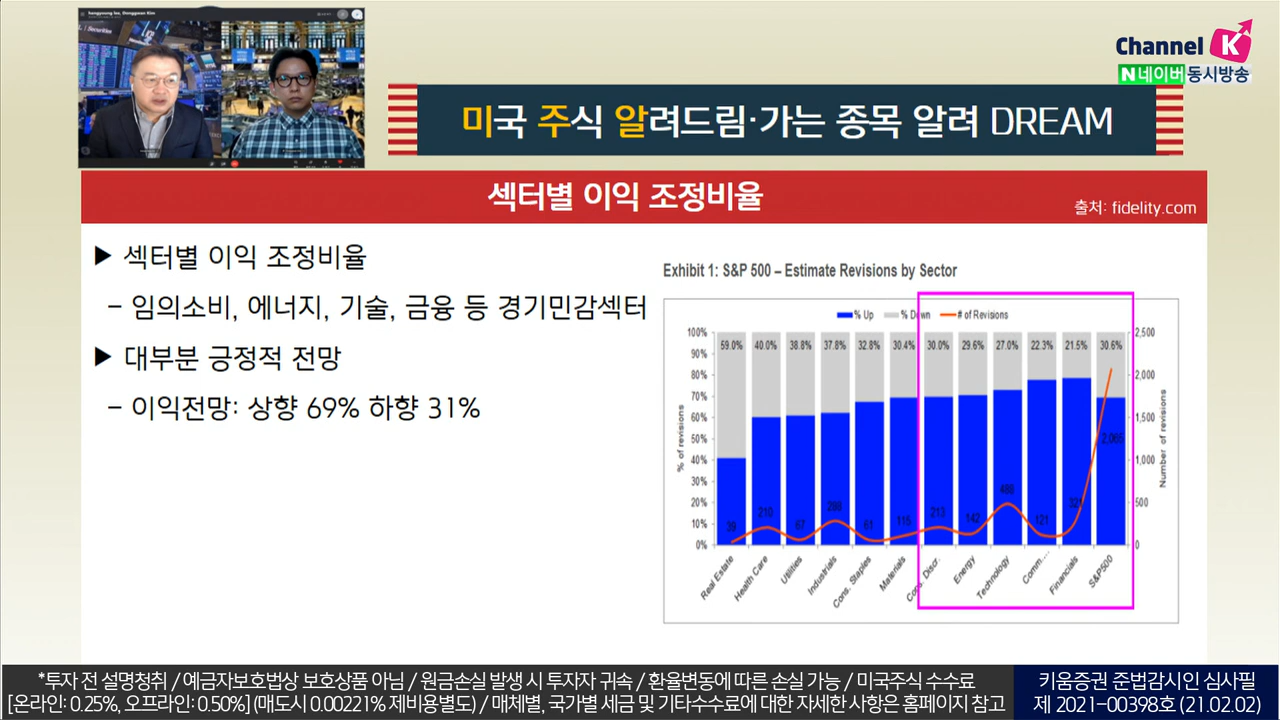 hangyoung lee, Dongwan Kim
Channel K
N 네이버 동시방송
미국 주식 알려드림·가는 종목 알려 DREAM
섹터별 이익 조정비율
출처: fidelity.com
▶ 섹터별 이익 조정비율
– 임의소비, 에너지, 기술, 금융 등 경기민감섹터
▶ 대부분 긍정적 전망
– 이익전망: 상향 69% 하향 31%
Exhibit 1: S&P 500 – Estimate Revisions by Sector
% Up % Down # of Revisions
100% 90% 80% 70% 60% 50% 40% 30% 20% 10% 0%
% of revisions
59.0% 40.0% 38.8% 37.8% 32.8% 30.4% 30.0% 29.6% 27.0% 22.3% 21.5% 30.6%
39 210 67 288 61 115 213 142 488 121 321 2,065
2,500 2,000 1,500 1,000 500 0
Number of revisions
Real Estate Health Care Utilities Industrials Cons. Staples Materials Cons. Discr. Energy Technology Comm.… Financials S&P500
*투자 전 설명청취 / 예금자보호법상 보호상품 아님 / 원금손실 발생 시 투자자 귀속 / 환율변동에 따른 손실 가능 / 미국주식 수수료
[온라인: 0.25%, 오프라인: 0.50%] (매도시 0.00221% 제비용별도) / 매체별, 국가별 세금 및 기타수수료에 대한 자세한 사항은 홈페이지 참고
키움증권 준법감시인 심사필
제 2021-00398호 (21.02.02)